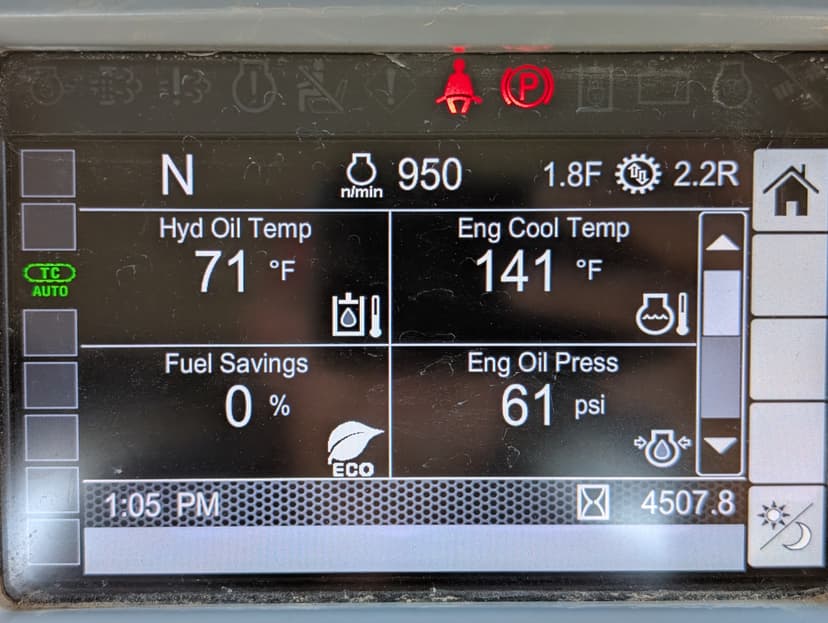 P
N
n/min 950 1.8F 2.2R
Hyd Oil Temp
71 °F
Eng Cool Temp
141 °F
TC
AUTO
Fuel Savings
0 %
ECO
Eng Oil Press
61 psi
1:05 PM
4507.8